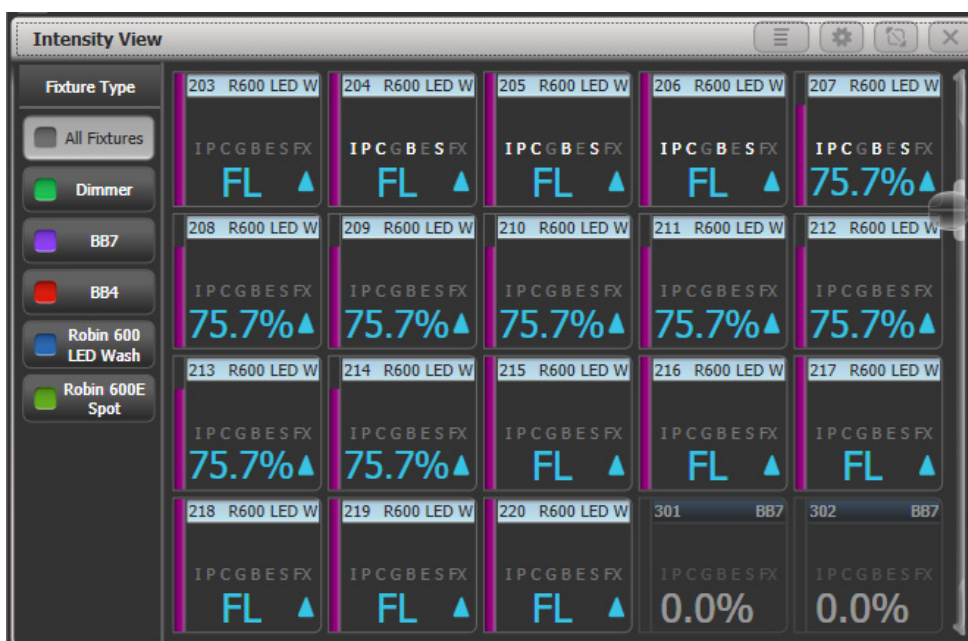 Intensity View
Fixture Type
All Fixtures
Dimmer
BB7
BB4
Robin 600
LED Wash
Robin 600E
Spot
203 R600 LED W
IPCGBESFX
FL
204 R600 LED W
IPCGBESFX
FL
205 R600 LED W
IPCGBESFX
FL
206 R600 LED W
IPCGBESFX
FL
207 R600 LED W
IPCGBESFX
75.7%
208 R600 LED W
IPCGBESFX
75.7%
209 R600 LED W
IPCGBESFX
75.7%
210 R600 LED W
IPCGBESFX
75.7%
211 R600 LED W
IPCGBESFX
75.7%
212 R600 LED W
IPCGBESFX
75.7%
213 R600 LED W
IPCGBESFX
75.7%
214 R600 LED W
IPCGBESFX
75.7%
215 R600 LED W
IPCGBESFX
FL
216 R600 LED W
IPCGBESFX
FL
217 R600 LED W
IPCGBESFX
FL
218 R600 LED W
IPCGBESFX
FL
219 R600 LED W
IPCGBESFX
FL
220 R600 LED W
IPCGBESFX
FL
301 BB7
IPCGBESFX
0.0%
302 BB7
IPCGBESFX
0.0%